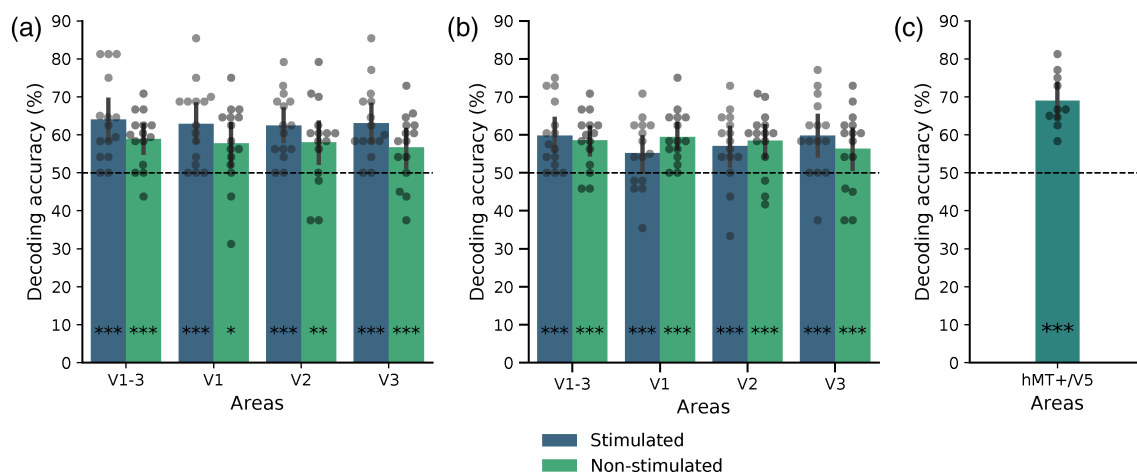 (a)
Decoding accuracy (%)
90
80
70
60
50
40
30
20
10
0
*** *** *** * *** ** *** ***
V1-3 V1 V2 V3
Areas
(b)
Decoding accuracy (%)
90
80
70
60
50
40
30
20
10
0
*** *** *** *** *** *** *** ***
V1-3 V1 V2 V3
Areas
(c)
Decoding accuracy (%)
90
80
70
60
50
40
30
20
10
0
***
hMT+/V5
Areas
Stimulated
Non-stimulated